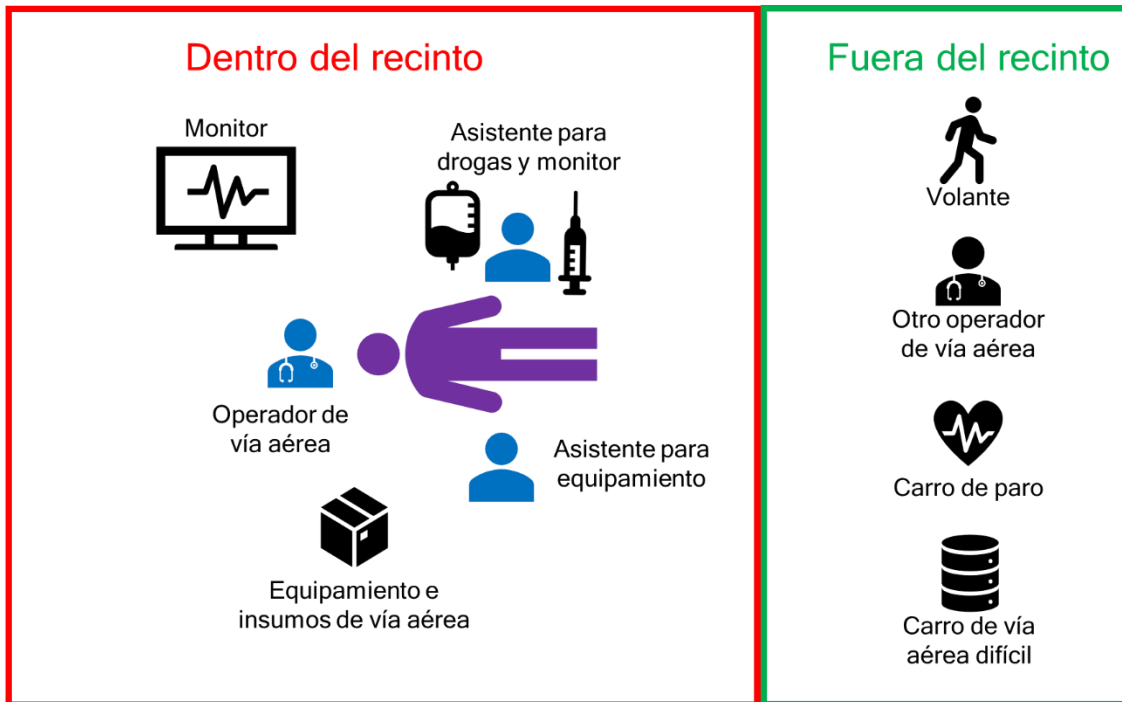 Dentro del recinto
Monitor
Asistente para
drogas y monitor
Operador de
vía aérea
Asistente para
equipamiento
Equipamiento e
insumos de vía aérea
Fuera del recinto
Volante
Otro operador
de vía aérea
Carro de paro
Carro de vía
aérea difícil